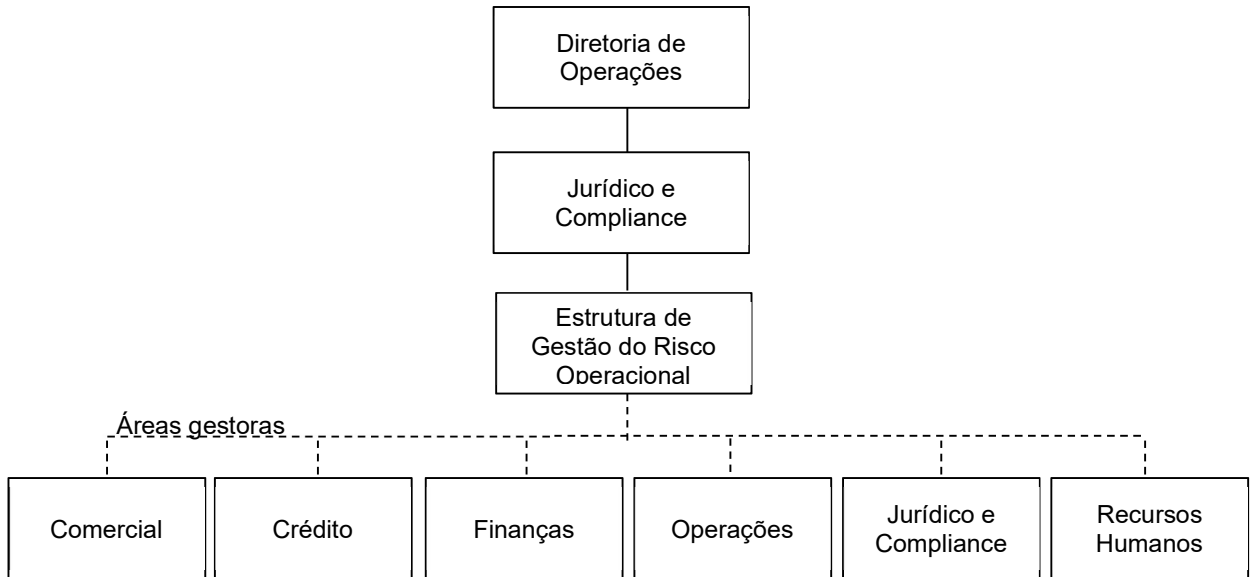 Diretoria de
Operações
Jurídico e
Compliance
Estrutura de
Gestão do Risco
Operacional
Áreas gestoras
Comercial
Crédito
Finanças
Operações
Jurídico e
Compliance
Recursos
Humanos